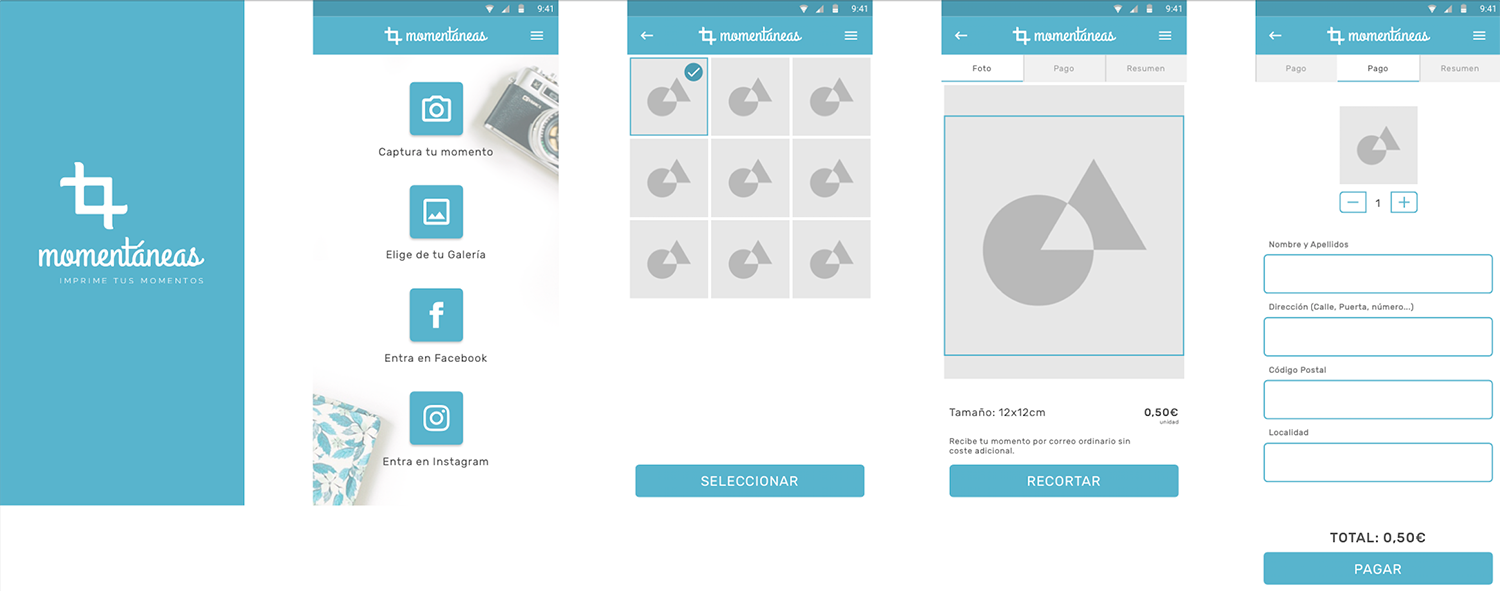 momentáneas
IMPRIME TUS MOMENTOS
9:41
momentáneas
Captura tu momento
Elige de tu Galería
Entra en Facebook
Entra en Instagram
9:41
momentáneas
SELECCIONAR
9:41
momentáneas
Foto Pago Resumen
Tamaño: 12x12cm 0,50€
unidad
Recibe tu momento por correo ordinario sin
coste adicional.
RECORTAR
9:41
momentáneas
Pago Pago Resumen
1
Nombre y Apellidos
Dirección (Calle, Puerta, número...)
Código Postal
Localidad
TOTAL: 0,50€
PAGAR